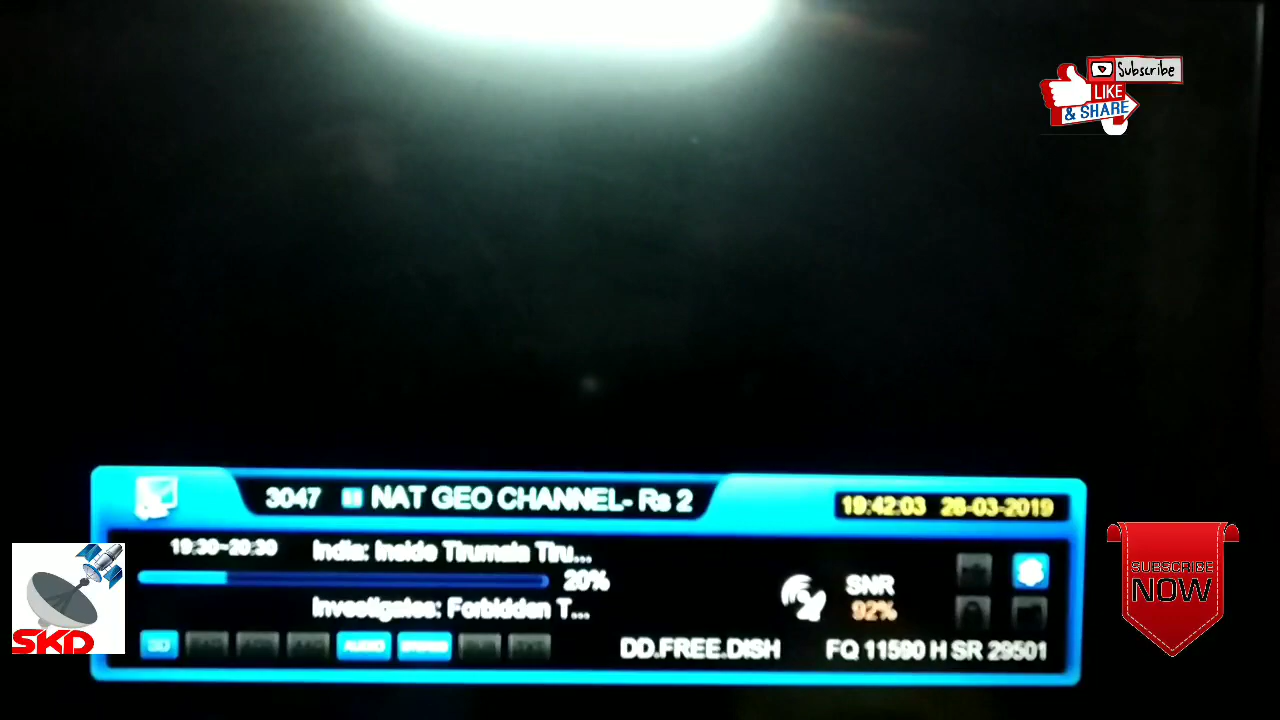 Subscribe
LIKE
& SHARE
3047 NAT GEO CHANNEL- Rs 2
19:42:03 28-03-2019
19:30~20:30 India: Inside Tirumala Tiru...
20%
Investigates: Forbidden T...
SNR
92%
SD AUDIO
DD.FREE.DISH
FQ 11590 H SR 29501
SKD
SUBSCRIBE
NOW